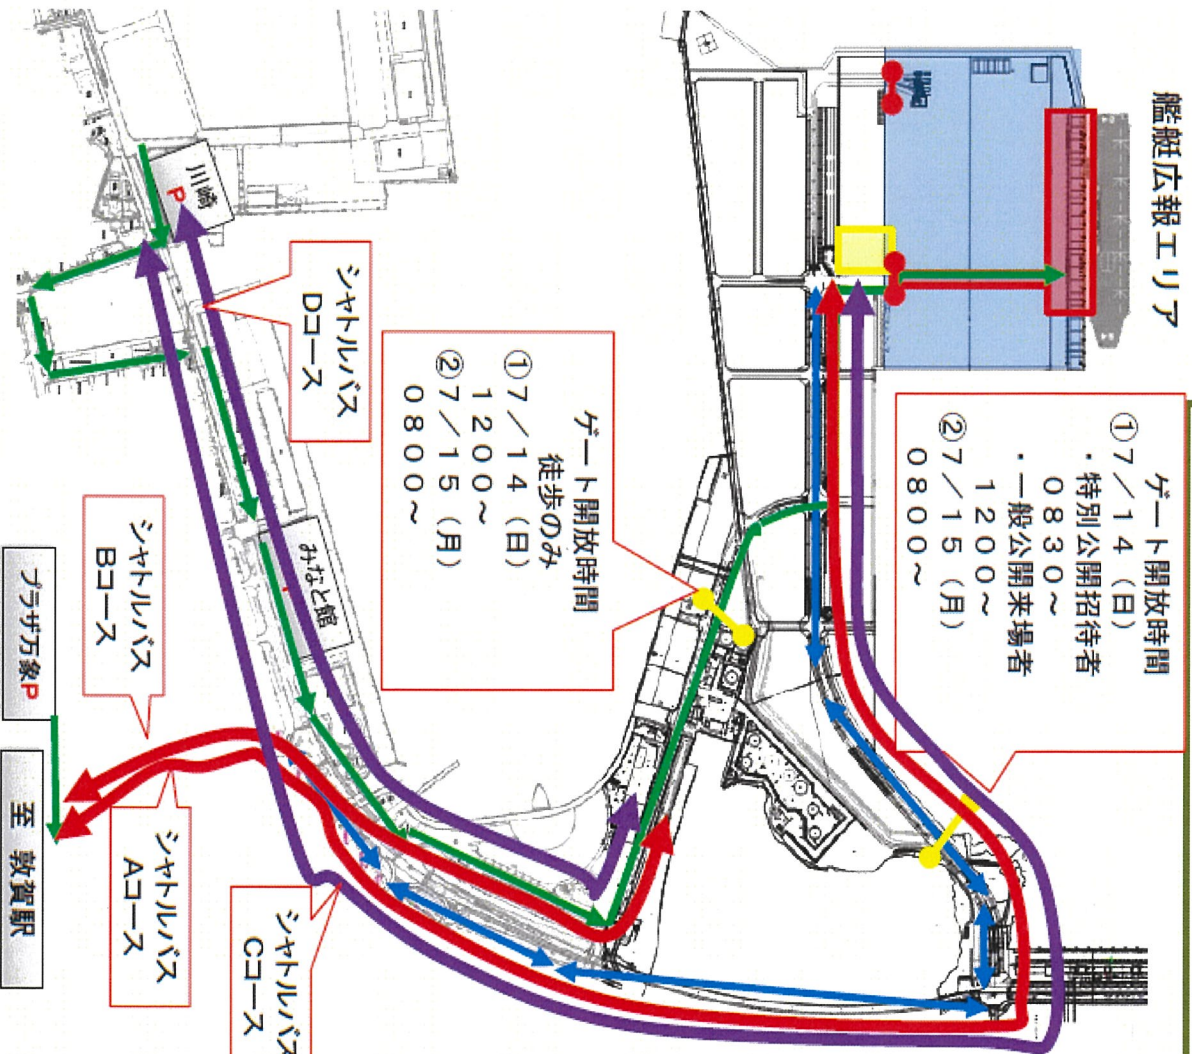 艦艇広報エリア
ゲート開放時間
①７／１４（日）
・特別公開招待者
０８３０～
・一般公開来場者
１２００～
②７／１５（月）
０８００～
ゲート開放時間
徒歩のみ
①７／１４（日）
１２００～
②７／１５（月）
０８００～
川崎
P
シャトルバス
Dコース
みなと館
シャトルバス
Bコース
プラザ万象P
シャトルバス
Aコース
至 敦賀駅
シャトルバス
Cコース